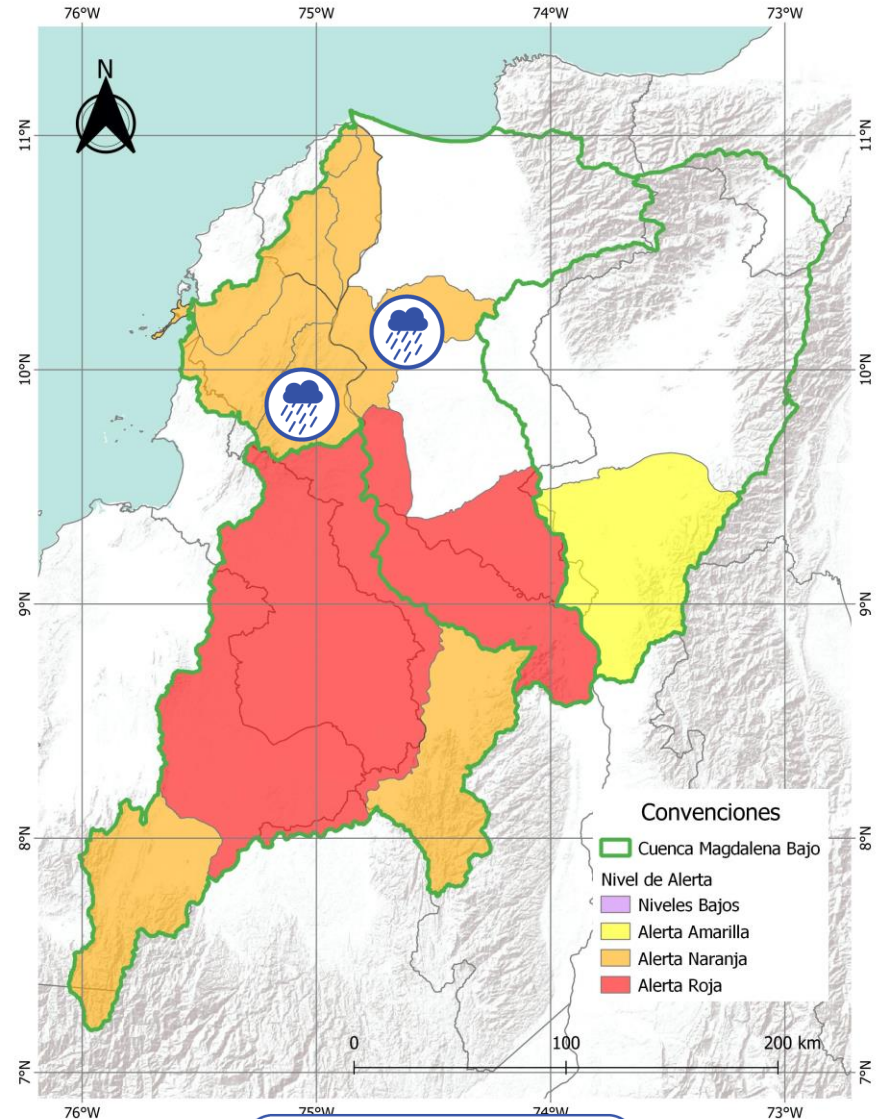 76°W 75°W 74°W 73°W
N
11°N 11°N
10°N 10°N
9°N 9°N
8°N 8°N
7°N 7°N
Convenciones
Cuenca Magdalena Bajo
Nivel de Alerta
Niveles Bajos
Alerta Amarilla
Alerta Naranja
Alerta Roja
0 100 200 km
76°W 75°W 74°W 73°W